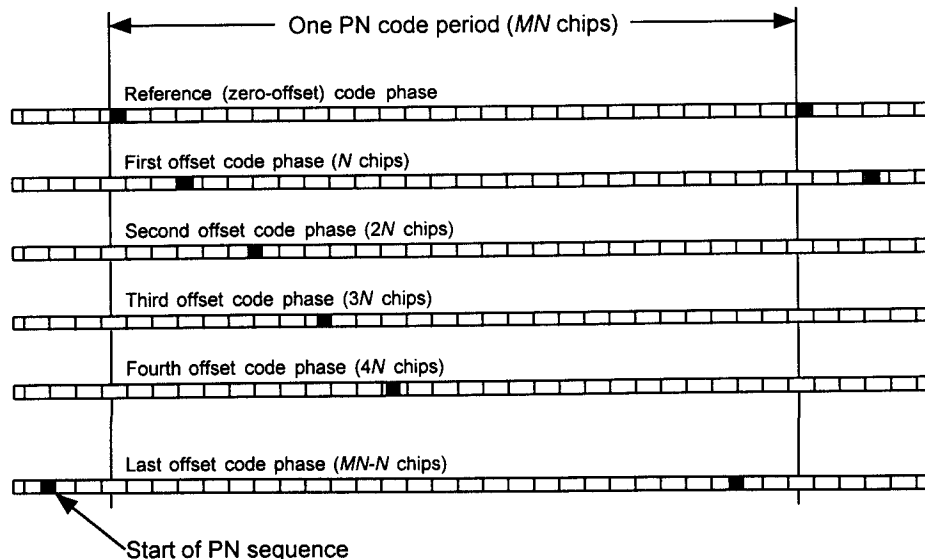 One PN code period (MN chips)
Reference (zero-offset) code phase
First offset code phase (N chips)
Second offset code phase (2N chips)
Third offset code phase (3N chips)
Fourth offset code phase (4N chips)
Last offset code phase (MN-N chips)
Start of PN sequence